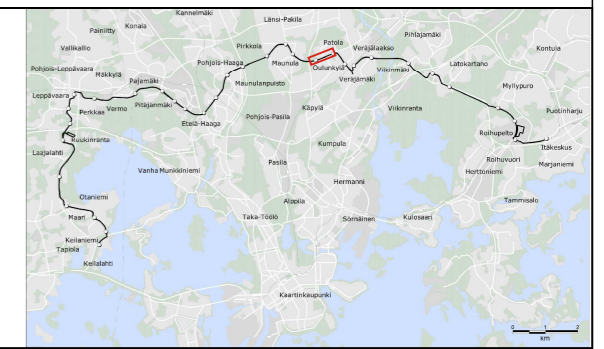 Kannelmäki
Länsi-Pakila
Konala
Painiitty
Patola
Pihlajamäki
Vallikallio
Pirkkola
Veräjälaakso
Kontula
Pohjois-Leppävaara
Pohjois-Haaga
Maunula
Oulunkylä
Latokartano
Mäkkylä
Pajamäki
Maunulanpuisto
Veräjämäki
Viikinmäki
Myllypuro
Leppävaara
Vermo
Pitäjänmäki
Perkkaa
Käpylä
Viikinranta
Puotinharju
Etelä-Haaga
Pohjois-Pasila
Roihupelto
Ruukinranta
Kumpula
Itäkeskus
Laajalahti
Pasila
Roihuvuori
Marjaniemi
Vanha Munkkiniemi
Herttoniemi
Hermanni
Otaniemi
Alppila
Tammisalo
Maari
Taka-Töölö
Sörnäinen
Kulosaari
Keilaniemi
Tapiola
Keilalahti
Kaartinkaupunki
0 1 2
km